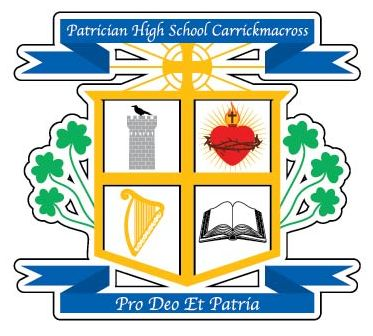 Patrician High School Carrickmacross
Pro Deo Et Patria